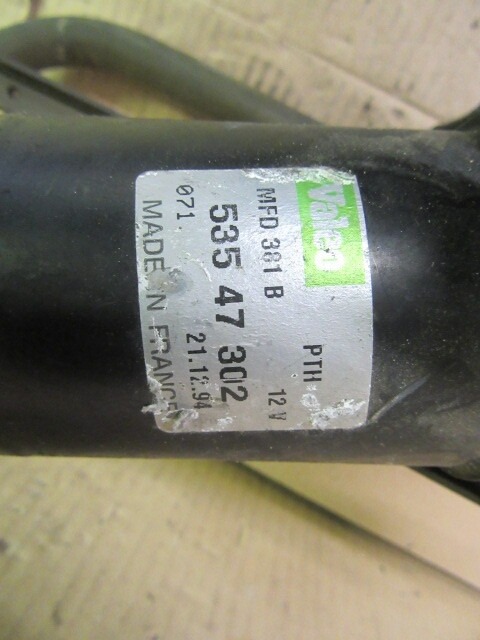 Valeo
PTH
MFD 381 B 12 V
535 47 302
071 21.12.94
MADE IN FRANCE